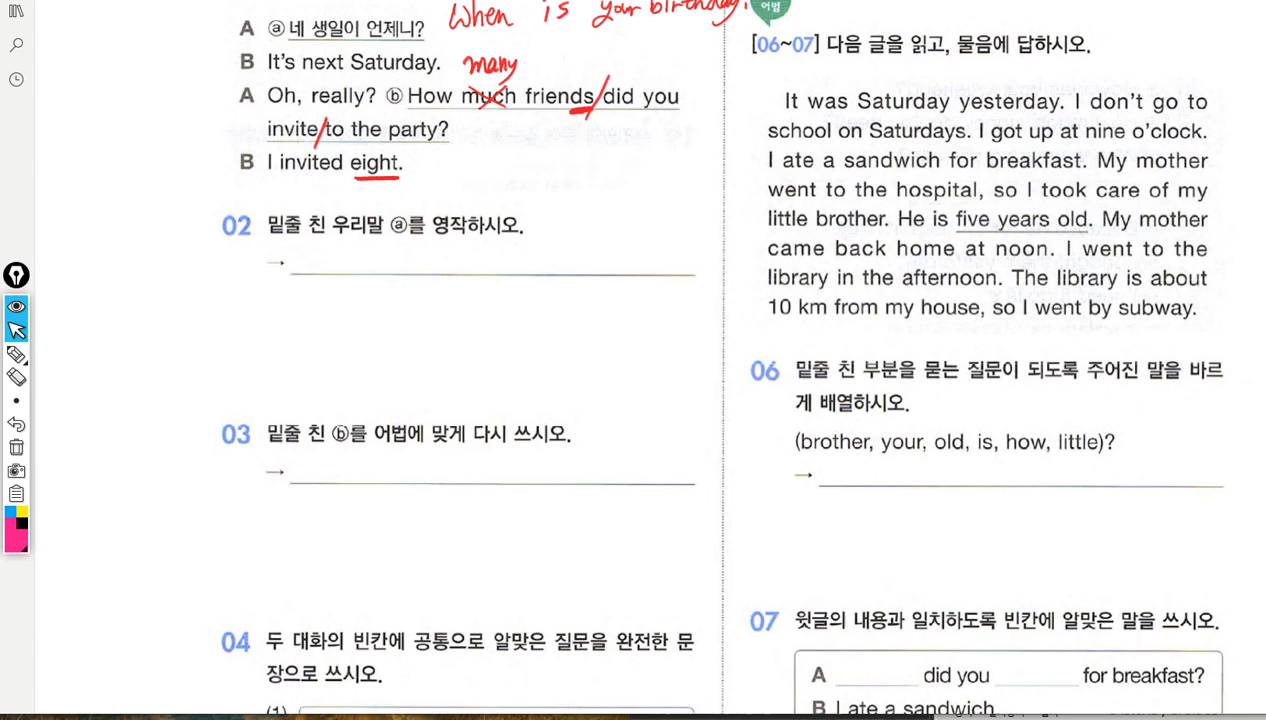 When is your birthday?
A ⓐ 네 생일이 언제니?
B It's next Saturday.
many
A Oh, really? ⓑ How much friends did you
invite to the party?
B I invited eight.
02 밑줄 친 우리말 ⓐ를 영작하시오.
→
03 밑줄 친 ⓑ를 어법에 맞게 다시 쓰시오.
→
04 두 대화의 빈칸에 공통으로 알맞은 질문을 완전한 문
장으로 쓰시오.
(1)
어법
[06~07] 다음 글을 읽고, 물음에 답하시오.
It was Saturday yesterday. I don't go to
school on Saturdays. I got up at nine o'clock.
I ate a sandwich for breakfast. My mother
went to the hospital, so I took care of my
little brother. He is five years old. My mother
came back home at noon. I went to the
library in the afternoon. The library is about
10 km from my house, so I went by subway.
06 밑줄 친 부분을 묻는 질문이 되도록 주어진 말을 바르
게 배열하시오.
(brother, your, old, is, how, little)?
→
07 윗글의 내용과 일치하도록 빈칸에 알맞은 말을 쓰시오.
A ________ did you ________ for breakfast?
B I ate a sandwich